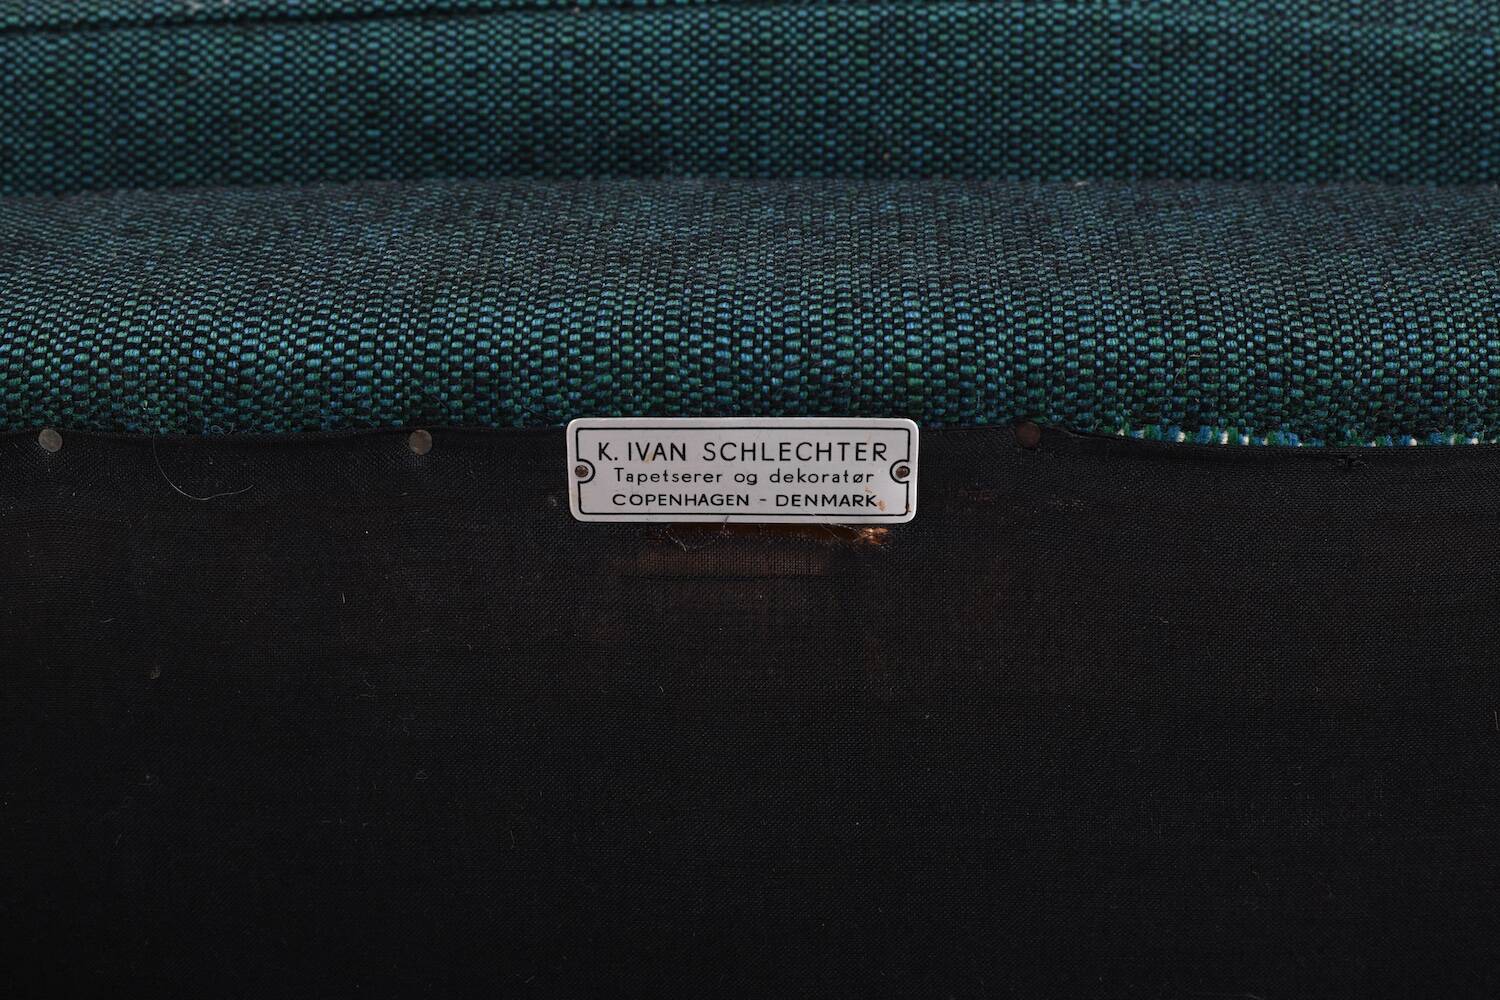 K. IVAN SCHLECHTER
Tapetserer og dekoratør
COPENHAGEN - DENMARK